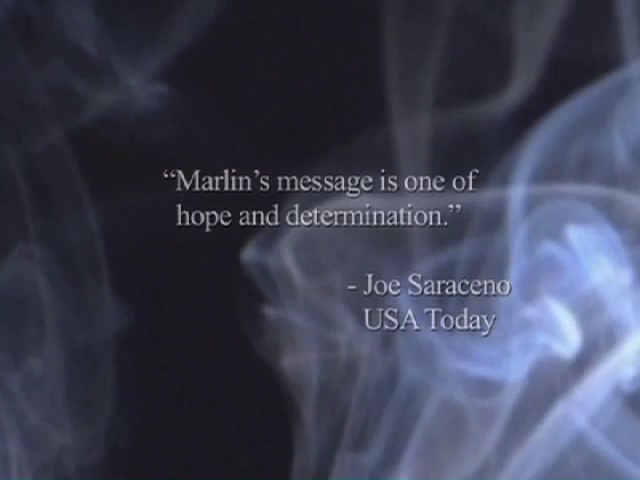 “Marlin’s message is one of
hope and determination.”
- Joe Saraceno
USA Today